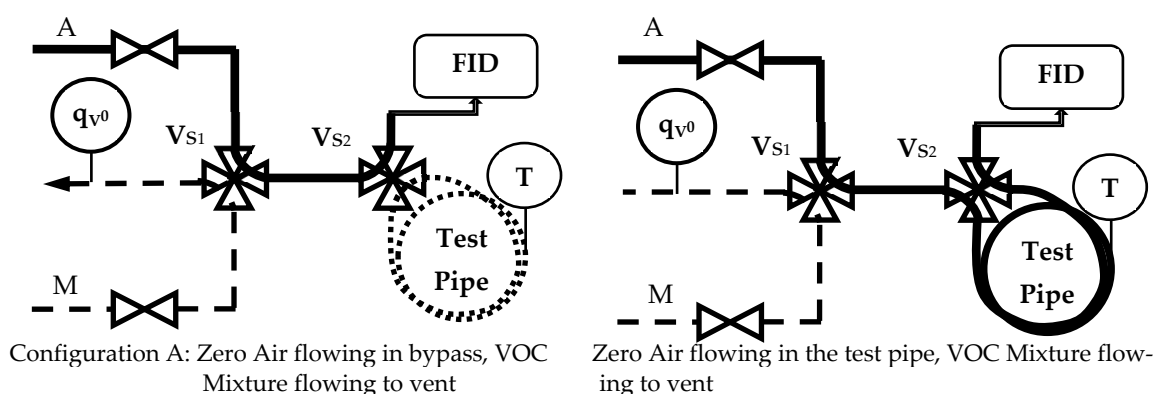 A
FID
qV0
VS1
VS2
T
Test
Pipe
M
Configuration A: Zero Air flowing in bypass, VOC
Mixture flowing to vent
A
FID
qV0
VS1
VS2
T
Test
Pipe
M
Zero Air flowing in the test pipe, VOC Mixture flow-
ing to vent